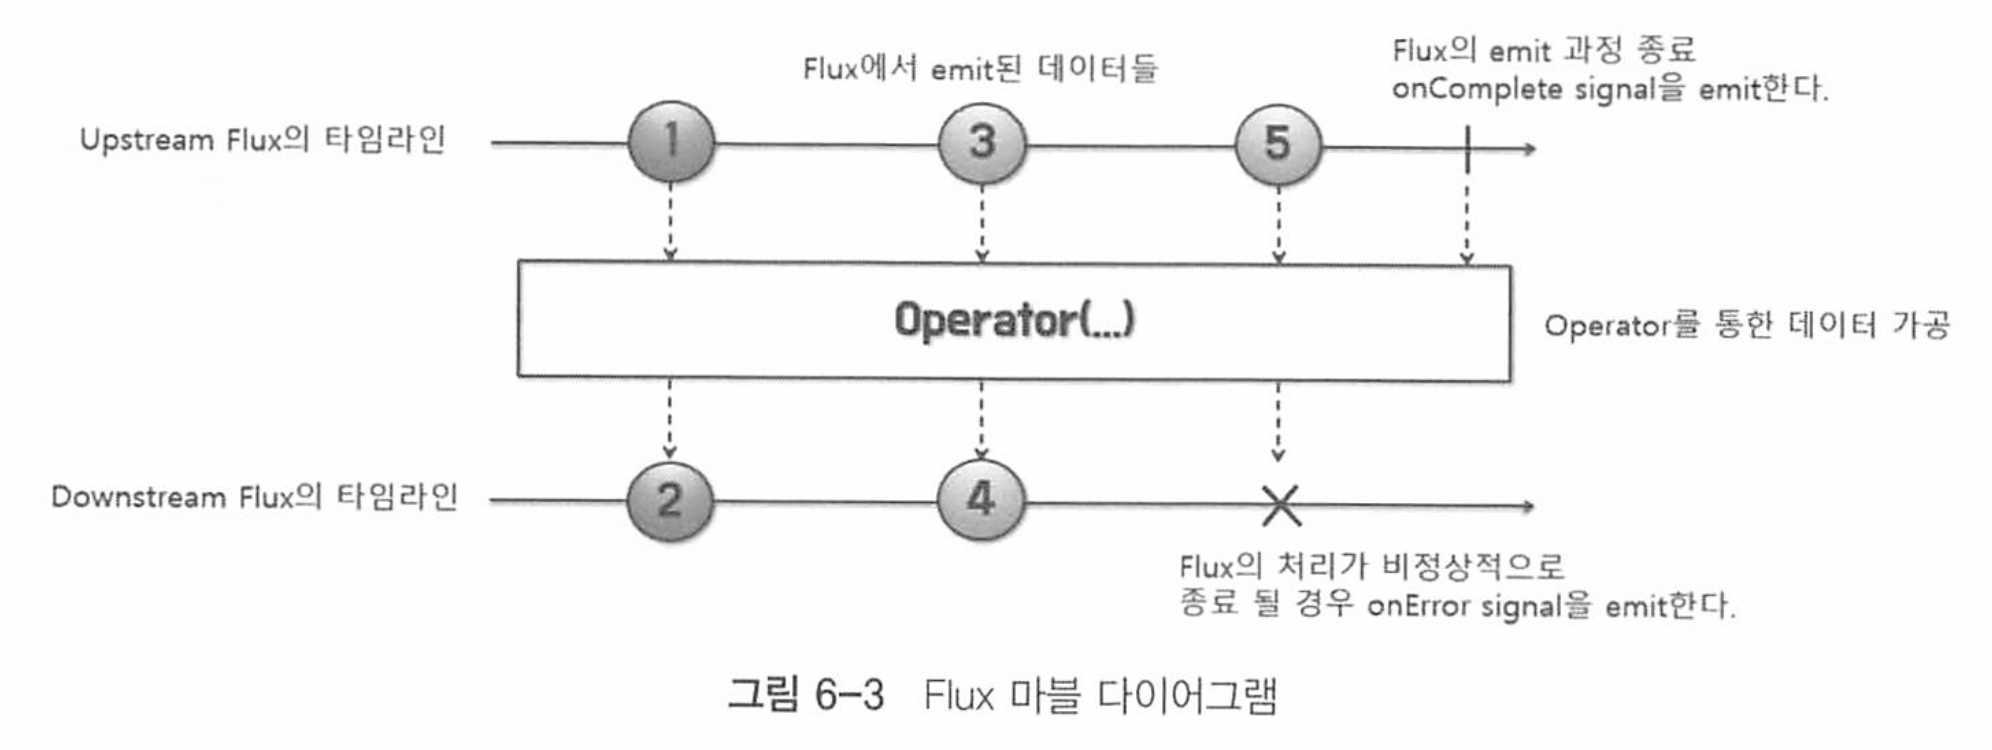 Flux에서 emit된 데이터들
Flux의 emit 과정 종료
onComplete signal을 emit한다.
Upstream Flux의 타임라인
1
3
5
Operator(...)
Operator를 통한 데이터 가공
Downstream Flux의 타임라인
2
4
Flux의 처리가 비정상적으로
종료 될 경우 onError signal을 emit한다.
그림 6-3 Flux 마블 다이어그램